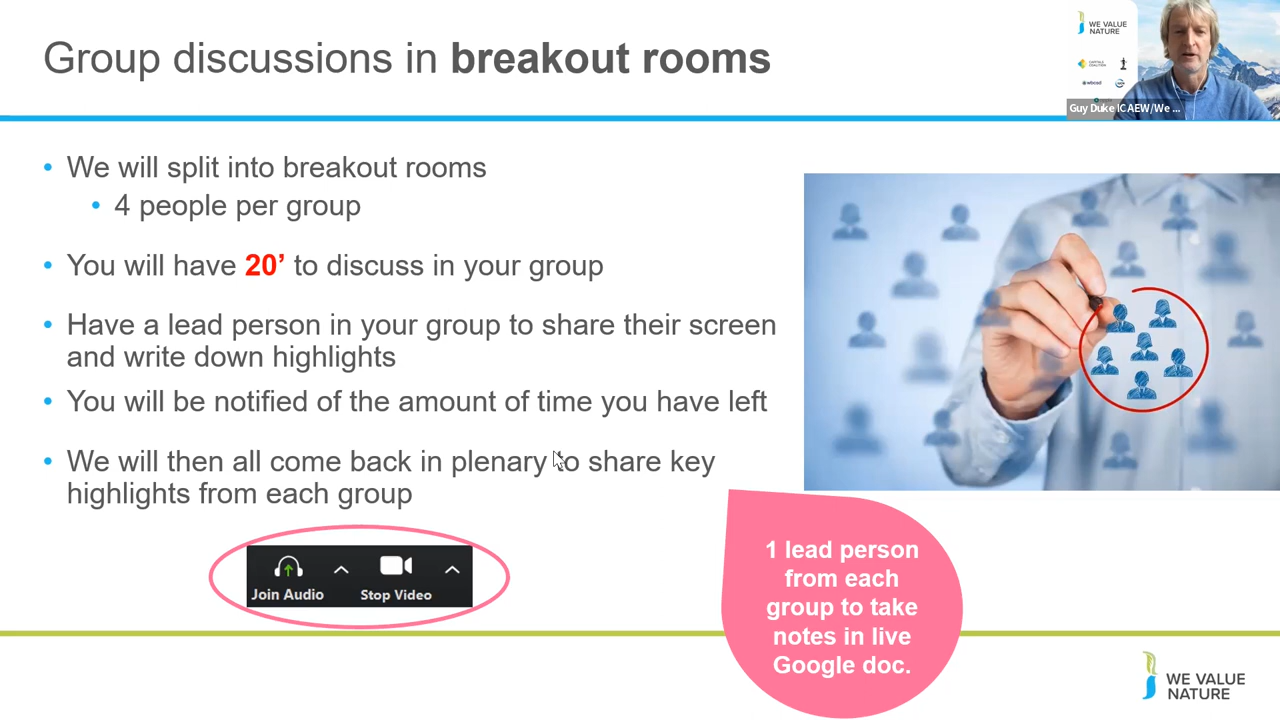 Group discussions in breakout rooms
WE VALUE
NATURE
Guy Duke ICAEW/We ...
• We will split into breakout rooms
• 4 people per group
• You will have 20’ to discuss in your group
• Have a lead person in your group to share their screen
and write down highlights
• You will be notified of the amount of time you have left
• We will then all come back in plenary to share key
highlights from each group
Join Audio
Stop Video
1 lead person
from each
group to take
notes in live
Google doc.
WE VALUE
NATURE